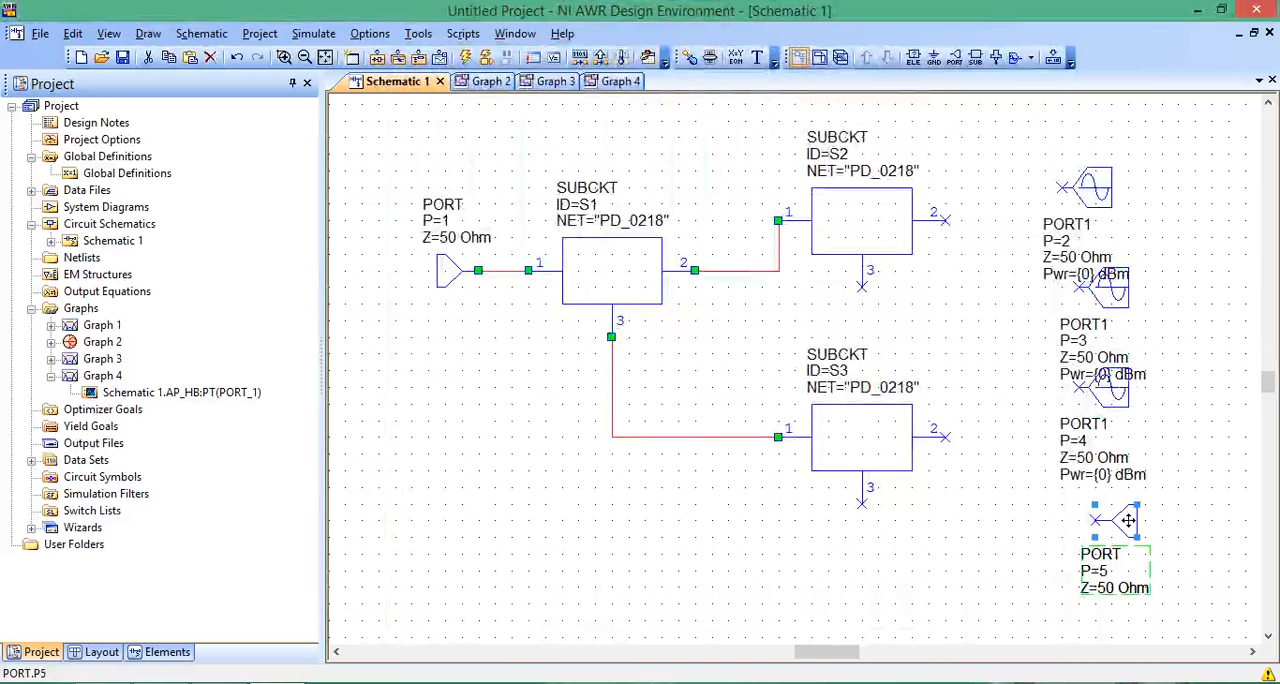 Untitled Project - NI AWR Design Environment - [Schematic 1]
File Edit View Draw Schematic Project Simulate Options Tools Scripts Window Help
X=Y
EQN T ELE GND PORT SUB
Project
Schematic 1 Graph 2 Graph 3 Graph 4
Project
Design Notes
Project Options
Global Definitions
Global Definitions
Data Files
System Diagrams
Circuit Schematics
Schematic 1
Netlists
EM Structures
Output Equations
Graphs
Graph 1
Graph 2
Graph 3
Graph 4
Schematic 1.AP_HB:PT(PORT_1)
Optimizer Goals
Yield Goals
Output Files
Data Sets
Circuit Symbols
Simulation Filters
Switch Lists
Wizards
User Folders
Project Layout Elements
PORT.P5
PORT
P=1
Z=50 Ohm
SUBCKT
ID=S1
NET="PD_0218"
1
2
3
SUBCKT
ID=S2
NET="PD_0218"
1
2
3
SUBCKT
ID=S3
NET="PD_0218"
1
2
3
PORT1
P=2
Z=50 Ohm
Pwr={0} dBm
PORT1
P=3
Z=50 Ohm
Pwr={0} dBm
PORT1
P=4
Z=50 Ohm
Pwr={0} dBm
PORT
P=5
Z=50 Ohm